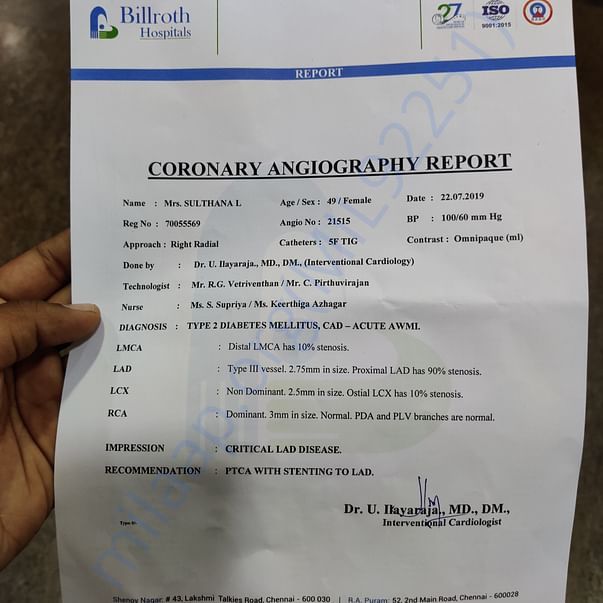 Billroth
Hospitals
27
ISO
9001:2015
REPORT
CORONARY ANGIOGRAPHY REPORT
Name : Mrs. SULTHANA L Age / Sex : 49 / Female Date : 22.07.2019
Reg No : 70055569 Angio No : 21515 BP : 100/60 mm Hg
Approach : Right Radial Catheters : 5F TIG Contrast : Omnipaque (ml)
Done by : Dr. U. Ilayaraja., MD., DM., (Interventional Cardiology)
Technologist : Mr. R.G. Vetriventhan / Mr. C. Pirthuvirajan
Nurse : Ms. S. Supriya / Ms. Keerthiga Azhagar
DIAGNOSIS : TYPE 2 DIABETES MELLITUS, CAD – ACUTE AWMI.
LMCA : Distal LMCA has 10% stenosis.
LAD : Type III vessel. 2.75mm in size. Proximal LAD has 90% stenosis.
LCX : Non Dominant. 2.5mm in size. Ostial LCX has 10% stenosis.
RCA : Dominant. 3mm in size. Normal. PDA and PLV branches are normal.
IMPRESSION : CRITICAL LAD DISEASE.
RECOMMENDATION : PTCA WITH STENTING TO LAD.
Dr. U. Ilayaraja., MD., DM.,
Interventional Cardiologist
Shenoy Nagar: # 43, Lakshmi Talkies Road, Chennai - 600 030 | R.A. Puram: 52, 2nd Main Road, Chennai - 600028